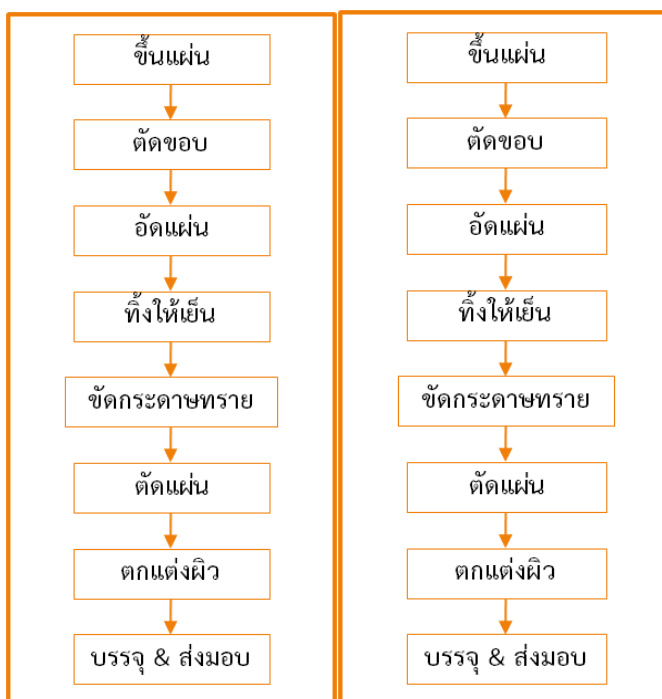 ขึ้นแผ่น
ตัดขอบ
อัดแผ่น
ทิ้งให้เย็น
ขัดกระดาษทราย
ตัดแผ่น
ตกแต่งผิว
บรรจุ & ส่งมอบ
ขึ้นแผ่น
ตัดขอบ
อัดแผ่น
ทิ้งให้เย็น
ขัดกระดาษทราย
ตัดแผ่น
ตกแต่งผิว
บรรจุ & ส่งมอบ